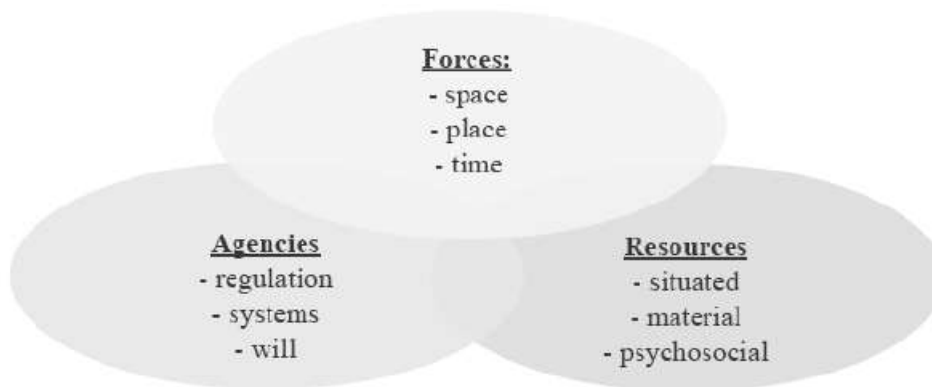 Forces:
- space
- place
- time
Agencies
- regulation
- systems
- will
Resources
- situated
- material
- psychosocial